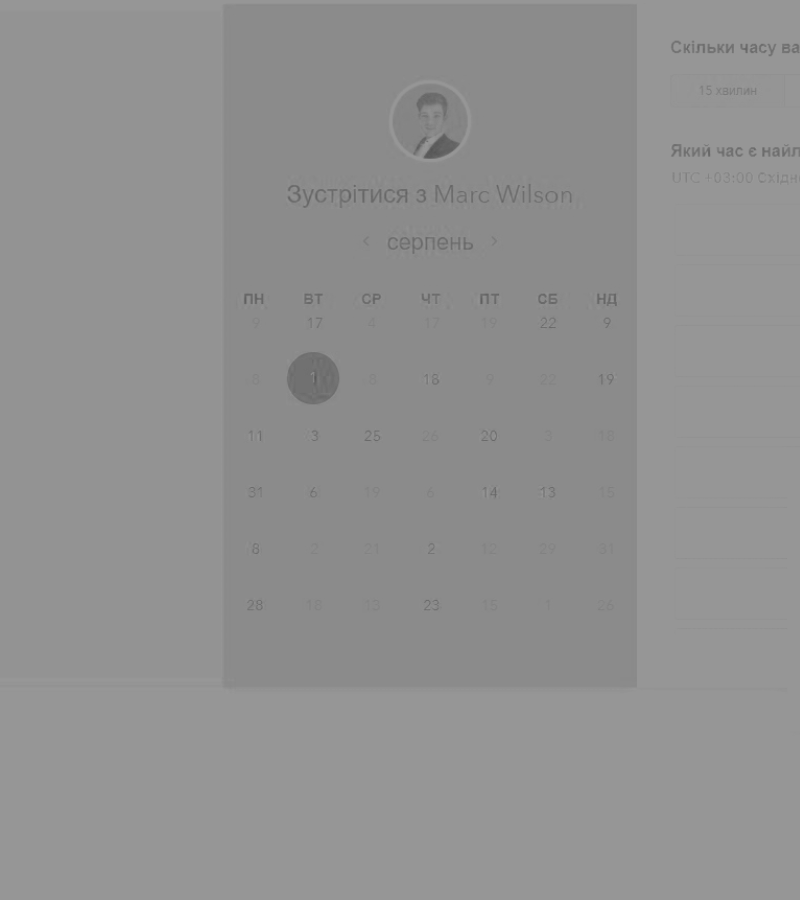 Зустрітися з Marc Wilson
серпень
ПН ВТ СР ЧТ ПТ СБ НД
9 17 4 17 19 22 9
8 1 8 18 9 22 19
11 3 25 26 20 3 18
31 6 19 6 14 13 15
8 2 21 2 12 29 31
28 18 13 23 15 1 26
Скільки часу ва
15 хвилин
Який час є найл
UTC +03:00 Східн